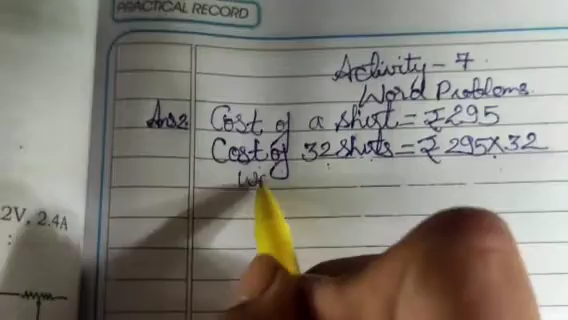 PRACTICAL RECORD
Activity - 7
Word Problems.
Ans2. Cost of a shirt = ₹295
Cost of 32 shirts = ₹295×32
2V, 2.4A
: